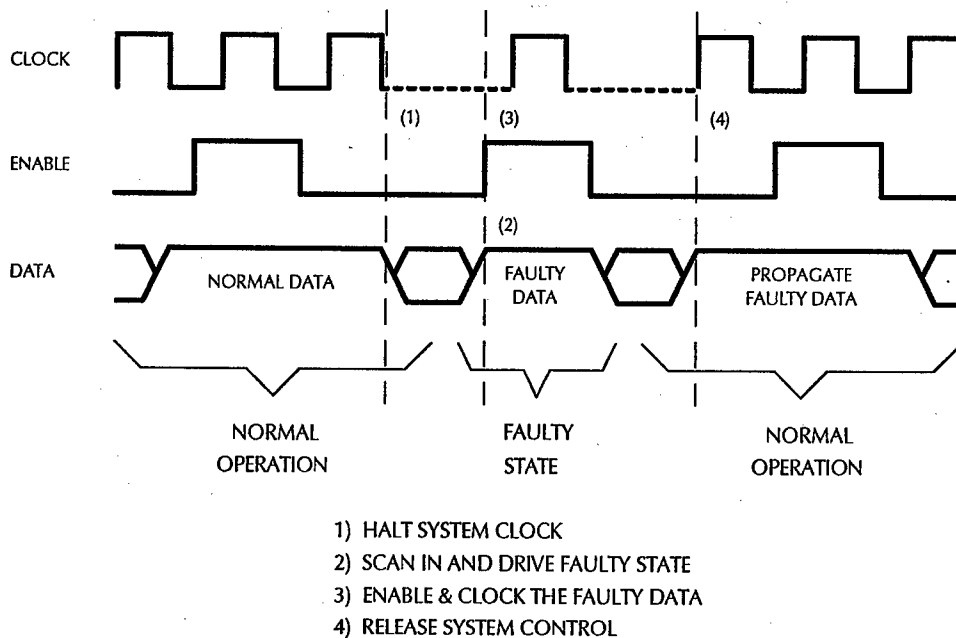 CLOCK
(1) (3) (4)
ENABLE
(2)
DATA
NORMAL DATA
FAULTY
DATA
PROPAGATE
FAULTY DATA
NORMAL
OPERATION
FAULTY
STATE
NORMAL
OPERATION
1) HALT SYSTEM CLOCK
2) SCAN IN AND DRIVE FAULTY STATE
3) ENABLE & CLOCK THE FAULTY DATA
4) RELEASE SYSTEM CONTROL